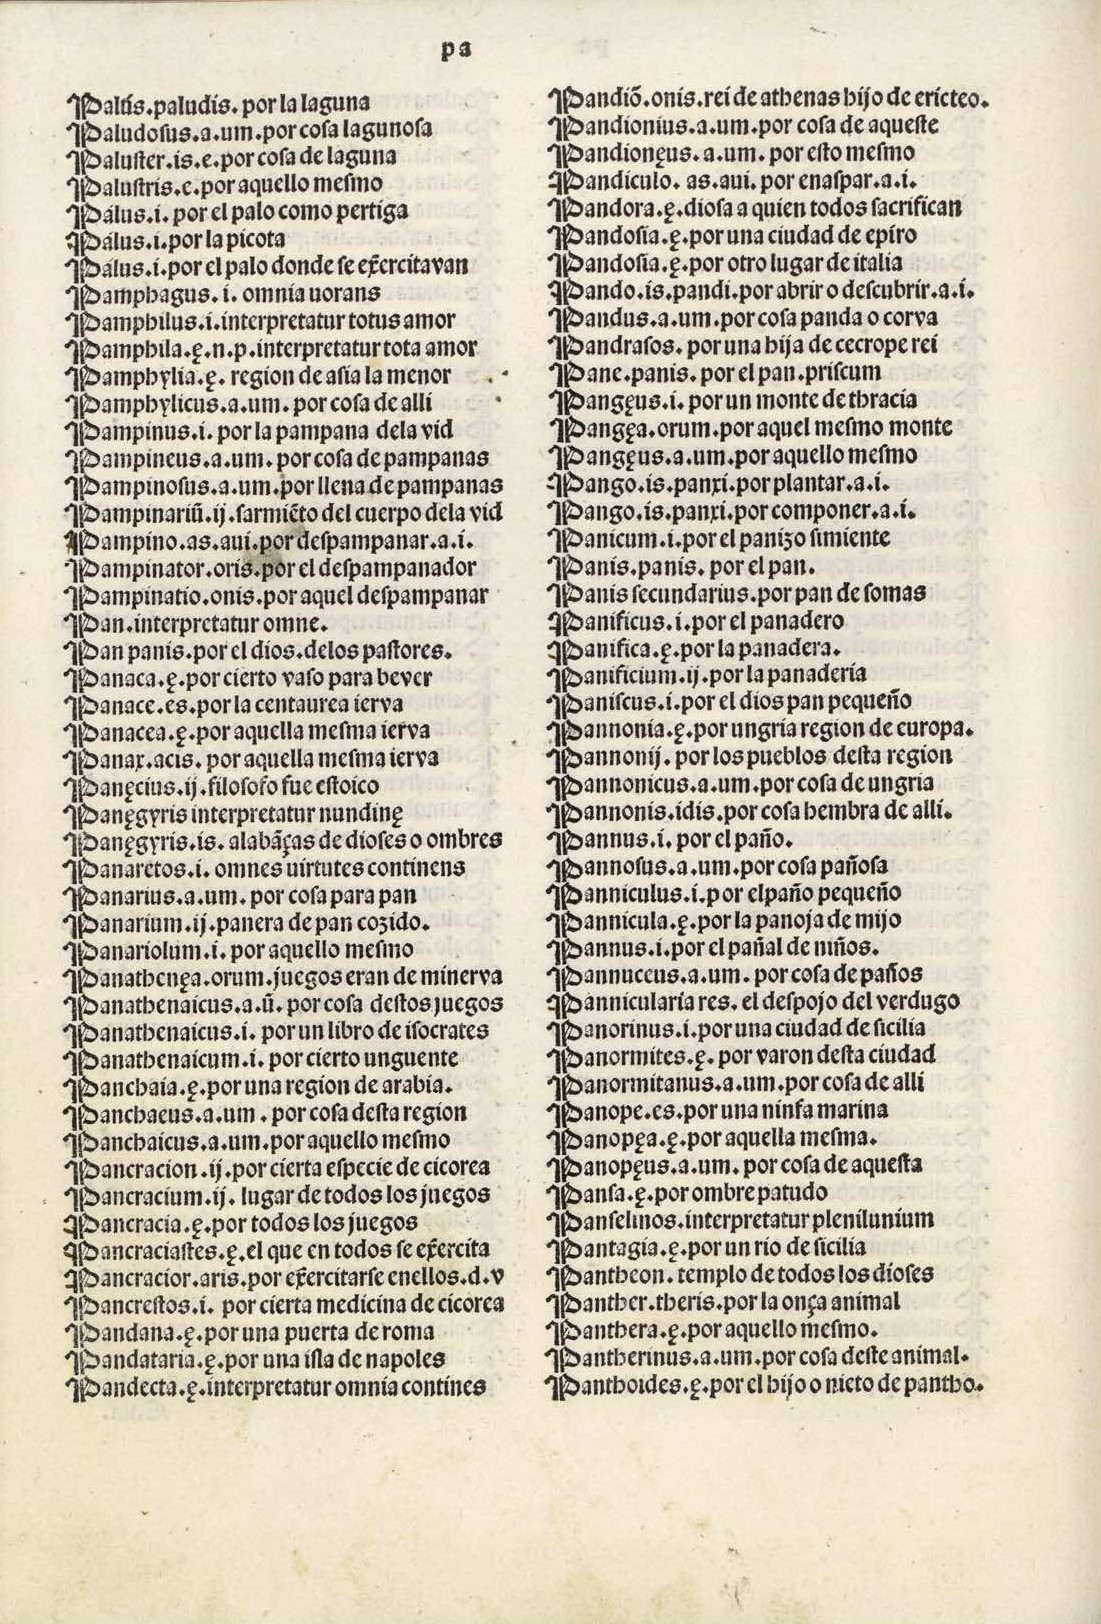 pa
¶Palus.paludis. por la laguna
¶Paludosus.a.um.por cosa lagunosa
¶Paluster.is.e.por cosa de laguna
¶Palustris.e.por aquello mesmo
¶Palus.i. por el palo como pertiga
¶Palus.i.por la picota
¶Palus.i.por el palo donde se exercitavan
¶Pamphagus. i. omnia uorans
¶Pamphilus.i.interpretatur totus amor
¶Pamphila.ę.n.p.interpretatur tota amor
¶Pamphylia.ę. region de asia la menor
¶Pamphylicus.a.um. por cosa de alli
¶Pampinus.i. por la pampana dela vid
¶Pampineus.a.um. por cosa de pampanas
¶Pampinosus.a.um.por llena de pampanas
¶Pampinariũ.ij.sarmiẽto del cuerpo dela vid
¶Pampino.as.aui.por despampanar.a.i.
¶Pampinator.oris.por el despampanador
¶Pampinatio.onis.por aquel despampanar
¶Pan.interpretatur omne.
¶Pan panis.por el dios.delos pastores.
¶Panaca.ę.por cierto vaso para bever
¶Panace.es.por la centaurea ierva
¶Panacea.ę.por aquella mesma ierva
¶Panax.acis. por aquella mesma ierva
¶Panęcius.ij.filosofo fue estoico
¶Panęgyris interpretatur nundinę
¶Panęgyris.is. alabãças de dioses o ombres
¶Panaretos.i. omnes uirtutes continens
¶Panarius.a.um. por cosa para pan
¶Panarium.ij.panera de pan cozido.
¶Panariolum.i. por aquello mesmo
¶Panathenęa.orum.juegos eran de minerva
¶Panathenaicus.a.ũ. por cosa destos juegos
¶Panathenaicus.i. por un libro de isocrates
¶Panathenaicum.i. por cierto unguente
¶Panchaia.ę.por una region de arabia.
¶Panchaeus.a.um . por cosa desta region
¶Panchaicus.a.um.por aquello mesmo
¶Pancracion.ij.por cierta especie de cicorea
¶Pancracium.ij. lugar de todos los juegos
¶Pancracia.ę.por todos los juegos
¶Pancraciastes.ę.el que en todos se exercita
¶Pancracior.aris.por exercitarse enellos.d.v
¶Pancrestos.i. por cierta medicina de cicorea
¶Pandana.ę.por una puerta de roma
¶Pandataria.ę.por una isla de napoles
¶Pandecta.ę.interpretatur omnia contines
¶Pandiõ.onis.rei de athenas hijo de ericteo.
¶Pandionius.a.um.por cosa de aqueste
¶Pandionęus.a.um. por esto mesmo
¶Pandiculo. as.aui. por enaspar.a.i.
¶Pandora.ę.diosa a quien todos sacrifican
¶Pandosia.ę.por una ciudad de epiro
¶Pandosia.ę.por otro lugar de italia
¶Pando.is.pandi.por abrir o descubrir.a.i.
¶Pandus.a.um.por cosa panda o corva
¶Pandrasos. por una hija de cecrope rei
¶Pane.panis. por el pan.priscum
¶Pangęus.i. por un monte de thracia
¶Pangęa.orum.por aquel mesmo monte
¶Pangęus.a.um.por aquello mesmo
¶Pango.is.panxi.por plantar.a.i.
¶Pango.is.panxi.por componer.a.i.
¶Panicum.i.por el panizo simiente
¶Panis.panis. por el pan.
¶Panis secundarius.por pan de somas
¶Panificus.i.por el panadero
¶Panifica.ę.por la panadera.
¶Panificium.ij.por la panaderia
¶Paniscus.i.por el dios pan pequeño
¶Pannonia.ę.por ungria region de europa.
¶Pannonij. por los pueblos desta region
¶Pannonicus.a.um.por cosa de ungria
¶Pannonis.idis.por cosa hembra de alli.
¶Pannus.i. por el paño.
¶Pannosus.a.um.por cosa pañosa
¶Panniculus.i.por elpaño pequeño
¶Pannicula.ę.por la panoja de mijo
¶Pannus.i.por el pañal de niños.
¶Pannuceus.a.um. por cosa de paños
¶Pannicularia res. el despojo del verdugo
¶Panorinus.i.por una ciudad de sicilia
¶Panormites.ę. por varon desta ciudad
¶Panormitanus.a.um.por cosa de alli
¶Panope.es.por una ninfa marina
¶Panopęa.ę.por aquella mesma.
¶Panopęus.a.um. por cosa de aquesta
¶Pansa.ę.por ombre patudo
¶Panselinos.interpretatur plenilunium
¶Pantagia.ę.por un rio de sicilia
¶Pantheon. templo de todos los dioses
¶Panther.theris.por la onça animal
¶Panthera.ę.por aquello mesmo.
¶Pantherinus.a.um.por cosa deste animal.
¶Panthoides.ę.por el hijo o nieto de pantho.